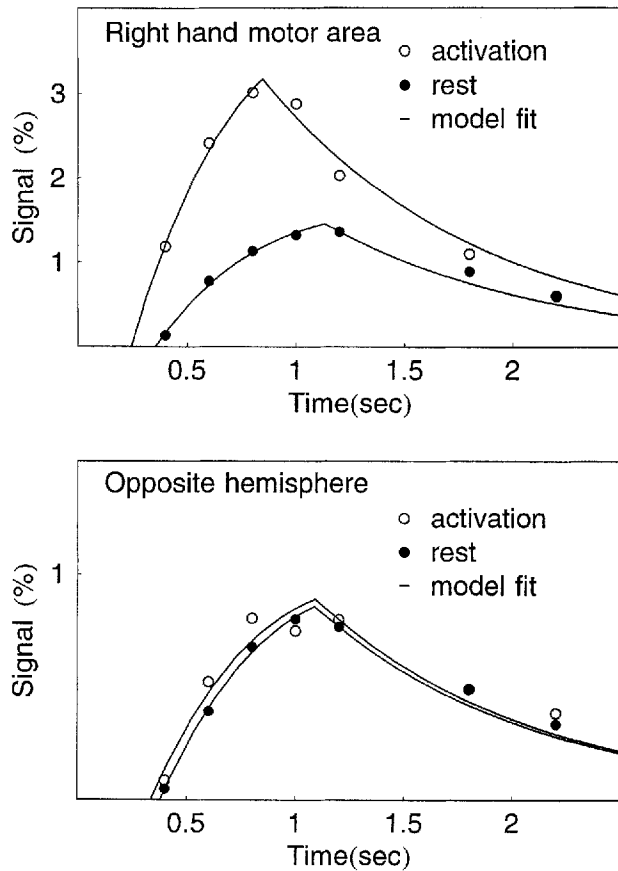 Right hand motor area
activation
rest
model fit
3
2
1
Signal (%)
0.5
1
1.5
2
Time(sec)
Opposite hemisphere
activation
rest
model fit
1
Signal (%)
0.5
1
1.5
2
Time(sec)